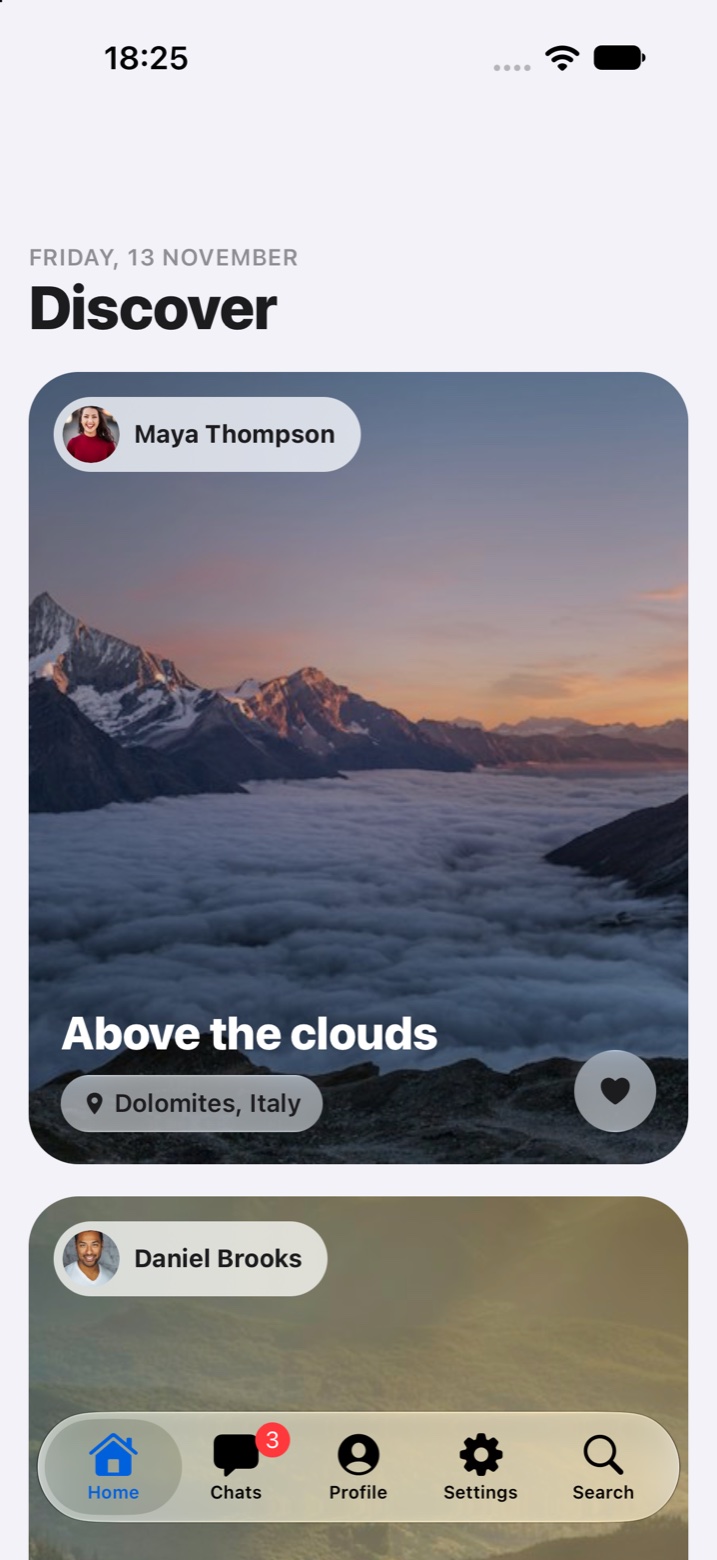 18:25
FRIDAY, 13 NOVEMBER
Discover
Maya Thompson
Above the clouds
Dolomites, Italy
Daniel Brooks
3
Home
Chats
Profile
Settings
Search